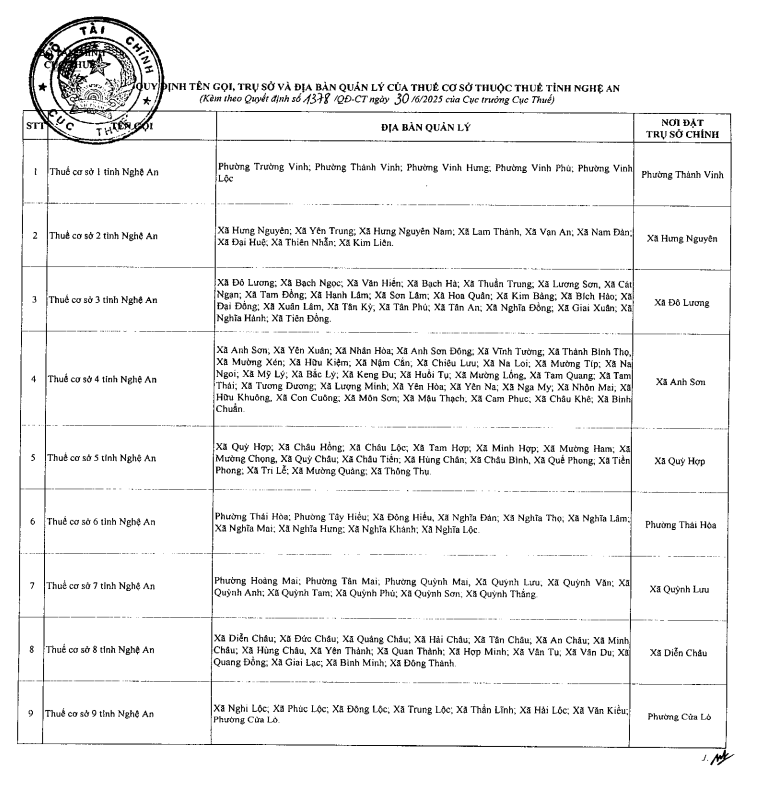 SỞ TÀI CHÍNH
CỤC THUẾ
QUY ĐỊNH TÊN GỌI, TRỤ SỞ VÀ ĐỊA BÀN QUẢN LÝ CỦA THUẾ CƠ SỞ THUỘC THUẾ TỈNH NGHỆ AN
(Kèm theo Quyết định số 1378 /QĐ-CT ngày 30/6/2025 của Cục trưởng Cục Thuế)
STT TÊN GỌI ĐỊA BÀN QUẢN LÝ NƠI ĐẶT
TRỤ SỞ CHÍNH
1 Thuế cơ sở 1 tỉnh Nghệ An
Phường Trường Vinh; Phường Thành Vinh; Phường Vinh Hưng; Phường Vinh Phú; Phường Vinh
Lộc
Phường Thành Vinh
2 Thuế cơ sở 2 tỉnh Nghệ An
Xã Hưng Nguyên; Xã Yên Trung; Xã Hưng Nguyên Nam; Xã Lam Thành, Xã Vạn An; Xã Nam Đàn;
Xã Đại Huệ; Xã Thiên Nhẫn; Xã Kim Liên.
Xã Hưng Nguyên
3 Thuế cơ sở 3 tỉnh Nghệ An
Xã Đô Lương; Xã Bạch Ngọc; Xã Văn Hiến; Xã Bạch Hà; Xã Thuần Trung; Xã Lương Sơn, Xã Cát
Ngạn; Xã Tam Đồng; Xã Hạnh Lâm; Xã Sơn Lâm; Xã Hoa Quân; Xã Kim Bảng; Xã Bích Hào; Xã
Đại Đồng; Xã Xuân Lâm, Xã Tân Kỳ; Xã Tân Phú; Xã Tân An; Xã Nghĩa Đồng; Xã Giai Xuân; Xã
Nghĩa Hành; Xã Tiên Đồng.
Xã Đô Lương
4 Thuế cơ sở 4 tỉnh Nghệ An
Xã Anh Sơn; Xã Yên Xuân; Xã Nhân Hòa; Xã Anh Sơn Đông; Xã Vĩnh Tường; Xã Thành Bình Thọ,
Xã Mường Xén; Xã Hữu Kiệm; Xã Nậm Cắn; Xã Chiêu Lưu; Xã Na Loi; Xã Mường Típ; Xã Na
Ngoi; Xã Mỹ Lý; Xã Bắc Lý; Xã Keng Đu; Xã Huồi Tụ; Xã Mường Lống, Xã Tam Quang; Xã Tam
Thái; Xã Tương Dương; Xã Lượng Minh; Xã Yên Hòa; Xã Yên Na; Xã Nga My; Xã Nhôn Mai; Xã
Hữu Khuông, Xã Con Cuông; Xã Môn Sơn; Xã Mậu Thạch, Xã Cam Phục; Xã Châu Khê; Xã Bình
Chuẩn.
Xã Anh Sơn
5 Thuế cơ sở 5 tỉnh Nghệ An
Xã Quỳ Hợp; Xã Châu Hồng; Xã Châu Lộc; Xã Tam Hợp; Xã Minh Hợp; Xã Mường Ham; Xã
Mường Chọng, Xã Quỳ Châu; Xã Châu Tiến; Xã Hùng Chân; Xã Châu Bình, Xã Quế Phong; Xã Tiền
Phong; Xã Tri Lễ; Xã Mường Quàng; Xã Thông Thụ.
Xã Quỳ Hợp
6 Thuế cơ sở 6 tỉnh Nghệ An
Phường Thái Hòa; Phường Tây Hiếu; Xã Đông Hiếu, Xã Nghĩa Đàn; Xã Nghĩa Thọ; Xã Nghĩa Lâm;
Xã Nghĩa Mai; Xã Nghĩa Hưng; Xã Nghĩa Khánh; Xã Nghĩa Lộc.
Phường Thái Hòa
7 Thuế cơ sở 7 tỉnh Nghệ An
Phường Hoàng Mai; Phường Tân Mai; Phường Quỳnh Mai, Xã Quỳnh Lưu; Xã Quỳnh Văn; Xã
Quỳnh Anh; Xã Quỳnh Tam; Xã Quỳnh Phú; Xã Quỳnh Sơn; Xã Quỳnh Thắng.
Xã Quỳnh Lưu
8 Thuế cơ sở 8 tỉnh Nghệ An
Xã Diễn Châu; Xã Đức Châu; Xã Quảng Châu; Xã Hải Châu; Xã Tân Châu; Xã An Châu; Xã Minh
Châu; Xã Hùng Châu, Xã Yên Thành; Xã Quan Thành; Xã Hợp Minh; Xã Vân Tụ; Xã Vân Du; Xã
Quang Đồng; Xã Giai Lạc; Xã Bình Minh; Xã Đông Thành.
Xã Diễn Châu
9 Thuế cơ sở 9 tỉnh Nghệ An
Xã Nghi Lộc; Xã Phúc Lộc; Xã Đông Lộc; Xã Trung Lộc; Xã Thần Lĩnh; Xã Hải Lộc; Xã Văn Kiều;
Phường Cửa Lò.
Phường Cửa Lò